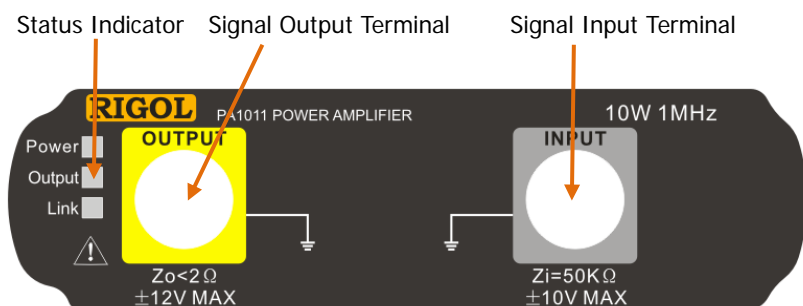 Status Indicator
Signal Output Terminal
Signal Input Terminal
RIGOL
PA1011 POWER AMPLIFIER
10W 1MHz
Power
Output
Link
OUTPUT
INPUT
Zo<2Ω
±12V MAX
Zi=50KΩ
±10V MAX